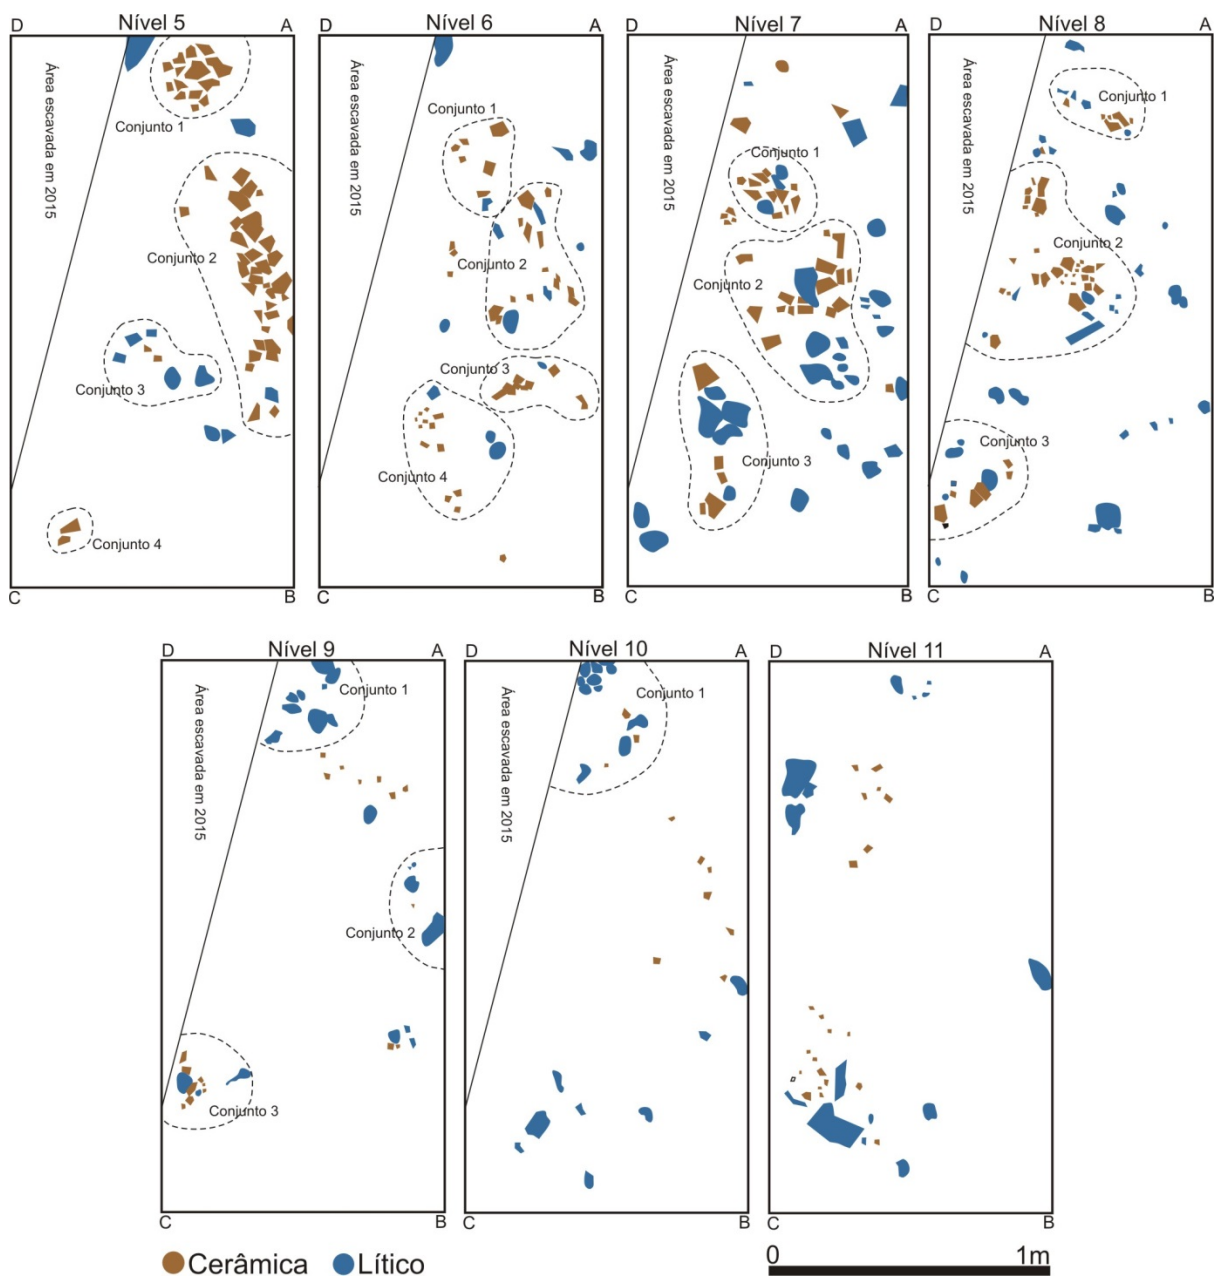 D Nível 5 A
Área escavada em 2015
Conjunto 1
Conjunto 2
Conjunto 3
Conjunto 4
C B
D Nível 6 A
Área escavada em 2015
Conjunto 1
Conjunto 2
Conjunto 3
Conjunto 4
C B
D Nível 7 A
Área escavada em 2015
Conjunto 1
Conjunto 2
Conjunto 3
C B
D Nível 8 A
Área escavada em 2015
Conjunto 1
Conjunto 2
Conjunto 3
C B
D Nível 9 A
Área escavada em 2015
Conjunto 1
Conjunto 2
Conjunto 3
C B
D Nível 10 A
Área escavada em 2015
Conjunto 1
C B
D Nível 11 A
C B
Cerâmica Lítico
0 1m